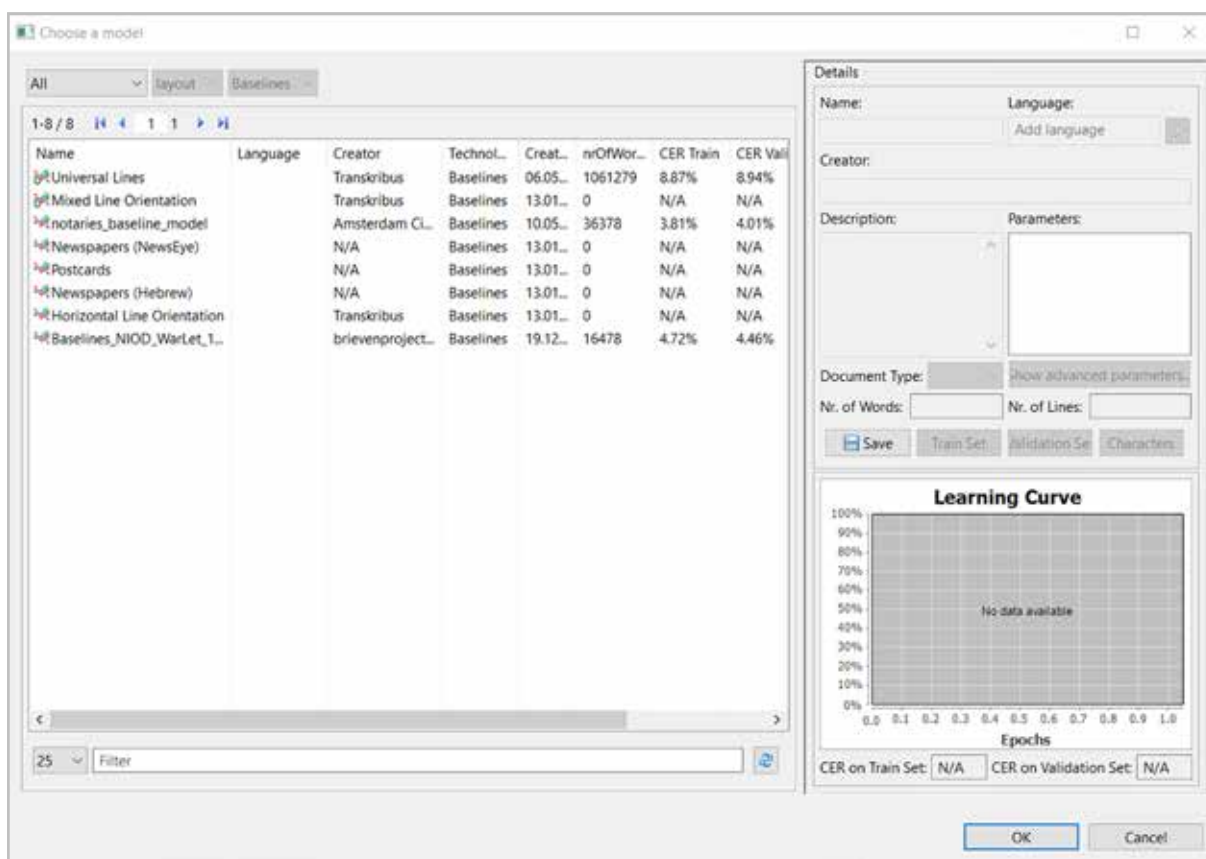 Choose a model
All layout Baselines
1-8 / 8 1 1
Name Language Creator Technol... Creat... nrOfWor... CER Train CER Vali
Universal Lines Transkribus Baselines 06.05... 1061279 8.87% 8.94%
Mixed Line Orientation Transkribus Baselines 13.01... 0 N/A N/A
notaries_baseline_model Amsterdam Ci... Baselines 10.05... 36378 3.81% 4.01%
Newspapers (NewsEye) N/A Baselines 13.01... 0 N/A N/A
Postcards N/A Baselines 13.01... 0 N/A N/A
Newspapers (Hebrew) N/A Baselines 13.01... 0 N/A N/A
Horizontal Line Orientation Transkribus Baselines 13.01... 0 N/A N/A
Baselines_NIOD_WarLet_1... brievenproject... Baselines 19.12... 16478 4.72% 4.46%
25 Filter
Details
Name: Language:
Add language
Creator:
Description: Parameters:
Document Type: Show advanced parameters...
Nr. of Words: Nr. of Lines:
Save Train Set Validation Se Characters
Learning Curve
100%
90%
80%
70%
60%
50%
40%
30%
20%
10%
0%
No data available
0.0 0.1 0.2 0.3 0.4 0.5 0.6 0.7 0.8 0.9 1.0
Epochs
CER on Train Set: N/A CER on Validation Set: N/A
OK Cancel